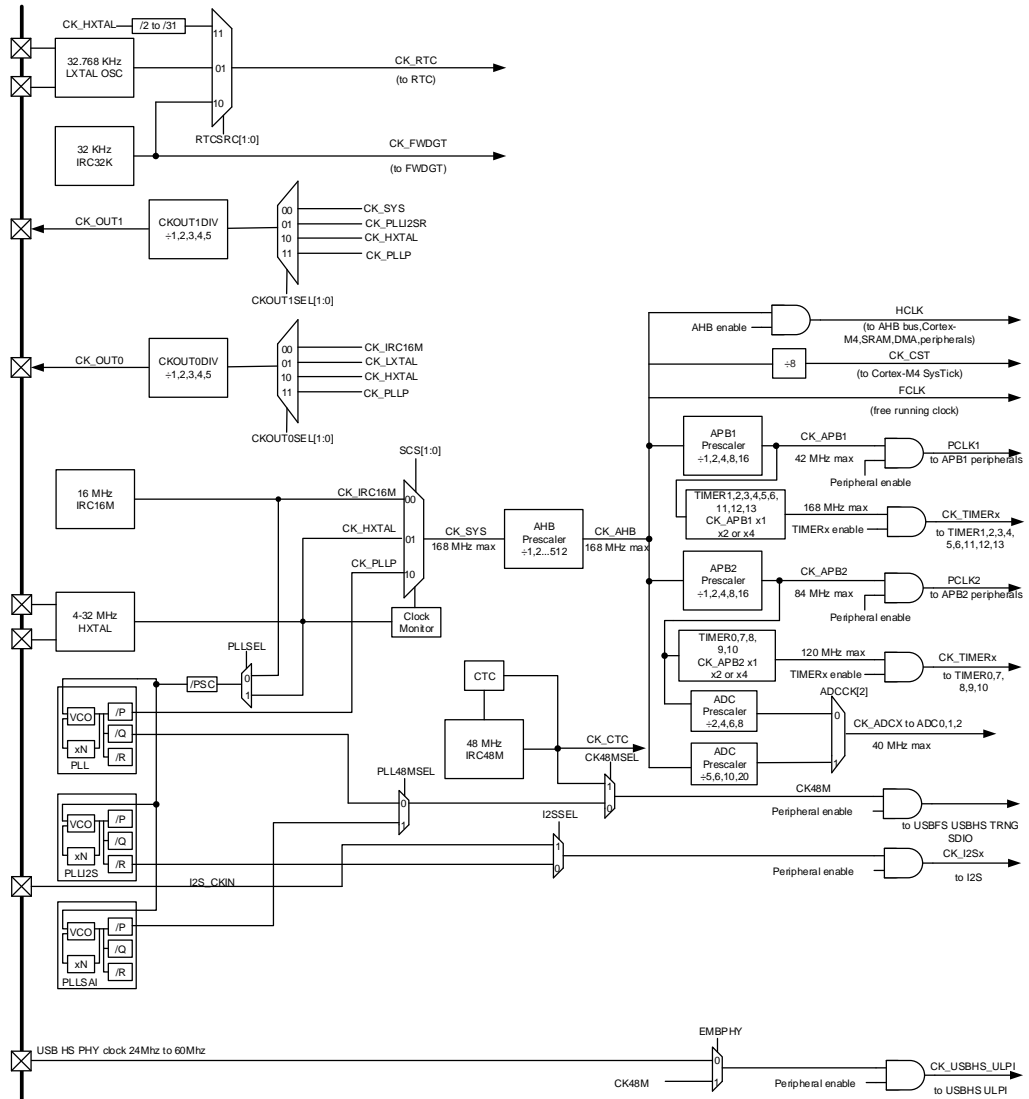 CK_HXTAL
/2 to /31
11
32.768 KHz
LXTAL OSC
01
CK_RTC
(to RTC)
10
RTCSRC[1:0]
32 KHz
IRC32K
CK_FWDGT
(to FWDGT)
CK_OUT1
CKOUT1DIV
÷1,2,3,4,5
00
01
10
11
CK_SYS
CK_PLLI2SR
CK_HXTAL
CK_PLLP
CKOUT1SEL[1:0]
CK_OUT0
CKOUT0DIV
÷1,2,3,4,5
00
01
10
11
CK_IRC16M
CK_LXTAL
CK_HXTAL
CK_PLLP
CKOUT0SEL[1:0]
AHB enable
HCLK
(to AHB bus,Cortex-
M4,SRAM,DMA,peripherals)
÷8
CK_CST
(to Cortex-M4 SysTick)
FCLK
(free running clock)
SCS[1:0]
16 MHz
IRC16M
CK_IRC16M
00
CK_HXTAL
01
CK_PLLP
10
CK_SYS
168 MHz max
AHB
Prescaler
÷1,2...512
CK_AHB
168 MHz max
APB1
Prescaler
÷1,2,4,8,16
CK_APB1
42 MHz max
Peripheral enable
PCLK1
to APB1 peripherals
TIMER1,2,3,4,5,6,
11,12,13
CK_APB1 x1
x2 or x4
168 MHz max
TIMERx enable
CK_TIMERx
to TIMER1,2,3,4,
5,6,11,12,13
APB2
Prescaler
÷1,2,4,8,16
CK_APB2
84 MHz max
Peripheral enable
PCLK2
to APB2 peripherals
4-32 MHz
HXTAL
Clock
Monitor
TIMER0,7,8,
9,10
CK_APB2 x1
x2 or x4
120 MHz max
TIMERx enable
CK_TIMERx
to TIMER0,7,
8,9,10
PLLSEL
0
1
/PSC
VCO
xN
/P
/Q
/R
PLL
CTC
48 MHz
IRC48M
CK_CTC
ADC
Prescaler
÷2,4,6,8
ADC
Prescaler
÷5,6,10,20
ADCCK[2]
0
1
CK_ADCX to ADC0,1,2
40 MHz max
PLL48MSEL
0
1
CK48MSEL
1
0
CK48M
Peripheral enable
to USBFS USBHS TRNG
SDIO
VCO
xN
/P
/Q
/R
PLLI2S
I2SSEL
1
0
I2S_CKIN
Peripheral enable
CK_I2Sx
to I2S
VCO
xN
/P
/Q
/R
PLLSAI
USB HS PHY clock 24Mhz to 60Mhz
EMBPHY
0
1
CK48M
Peripheral enable
CK_USBHS_ULPI
to USBHS ULPI